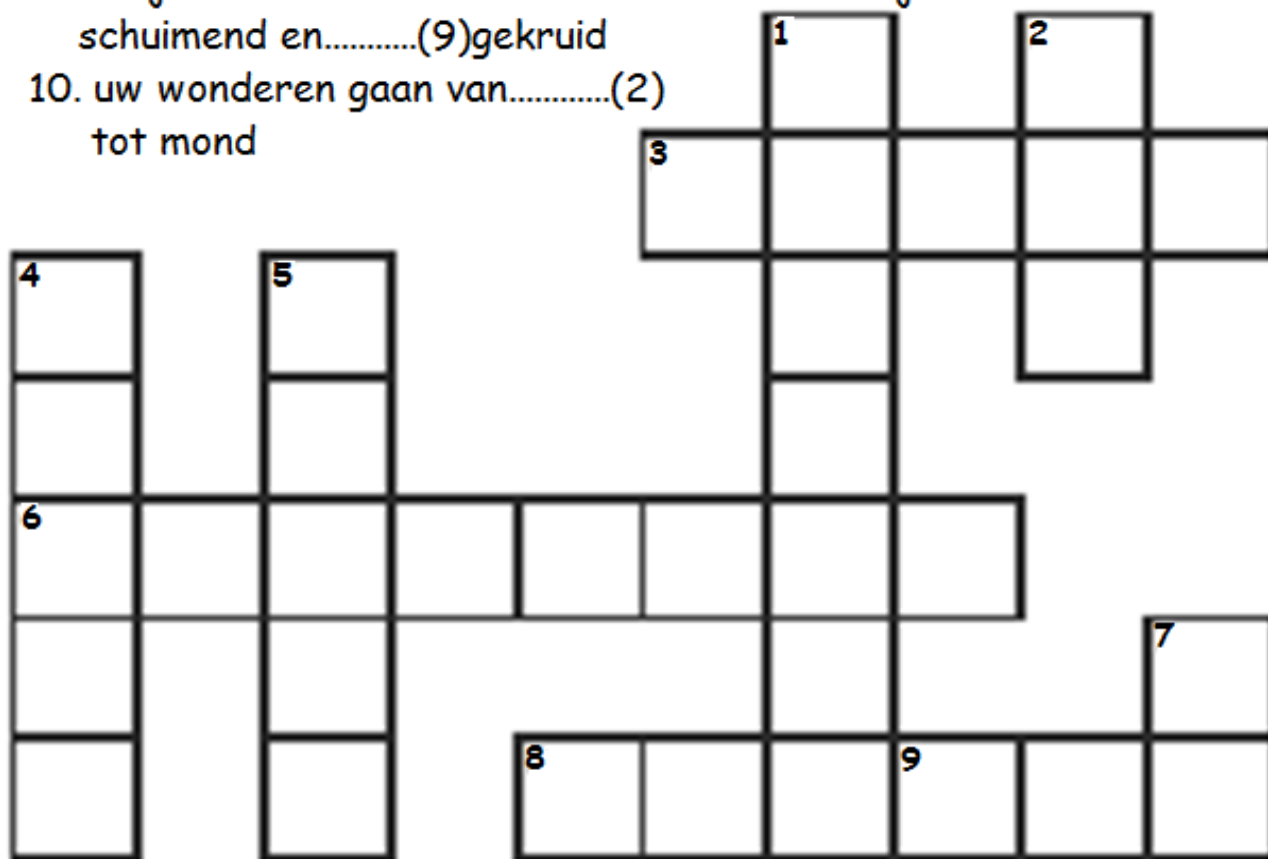 schuimend en...........(9)gekruid
10. uw wonderen gaan van............(2)
tot mond
1 2
3
4 5
6
7
8 9